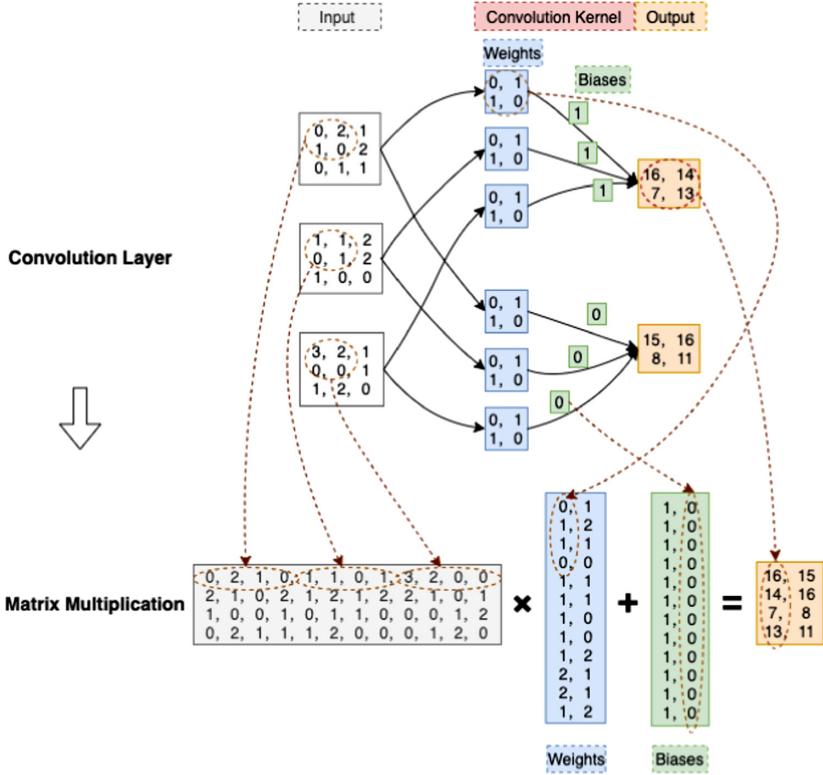 Input
Convolution Kernel
Output
Weights
Biases
0, 2, 1
1, 0, 2
0, 1, 1
1, 1, 2
0, 1, 2
1, 0, 0
3, 2, 1
0, 0, 1
1, 2, 0
0, 1
1, 0
0, 1
1, 0
0, 1
1, 0
0, 1
1, 0
0, 1
1, 0
0, 1
1, 0
1
1
1
0
0
0
16, 14
7, 13
15, 16
8, 11
Convolution Layer
Matrix Multiplication
0, 2, 1, 0, 1, 1, 0, 1, 3, 2, 0, 0
2, 1, 0, 2, 1, 2, 1, 2, 2, 1, 0, 1
1, 0, 0, 1, 0, 1, 1, 0, 0, 0, 1, 2
0, 2, 1, 1, 1, 2, 0, 0, 0, 1, 2, 0
×
0, 1
1, 2
1, 1
0, 0
1, 1
1, 1
1, 0
1, 0
1, 2
2, 1
2, 1
1, 2
+
1, 0
1, 0
1, 0
1, 0
1, 0
1, 0
1, 0
1, 0
1, 0
1, 0
1, 0
1, 0
=
16, 15
14, 16
7, 8
13, 11
Weights
Biases